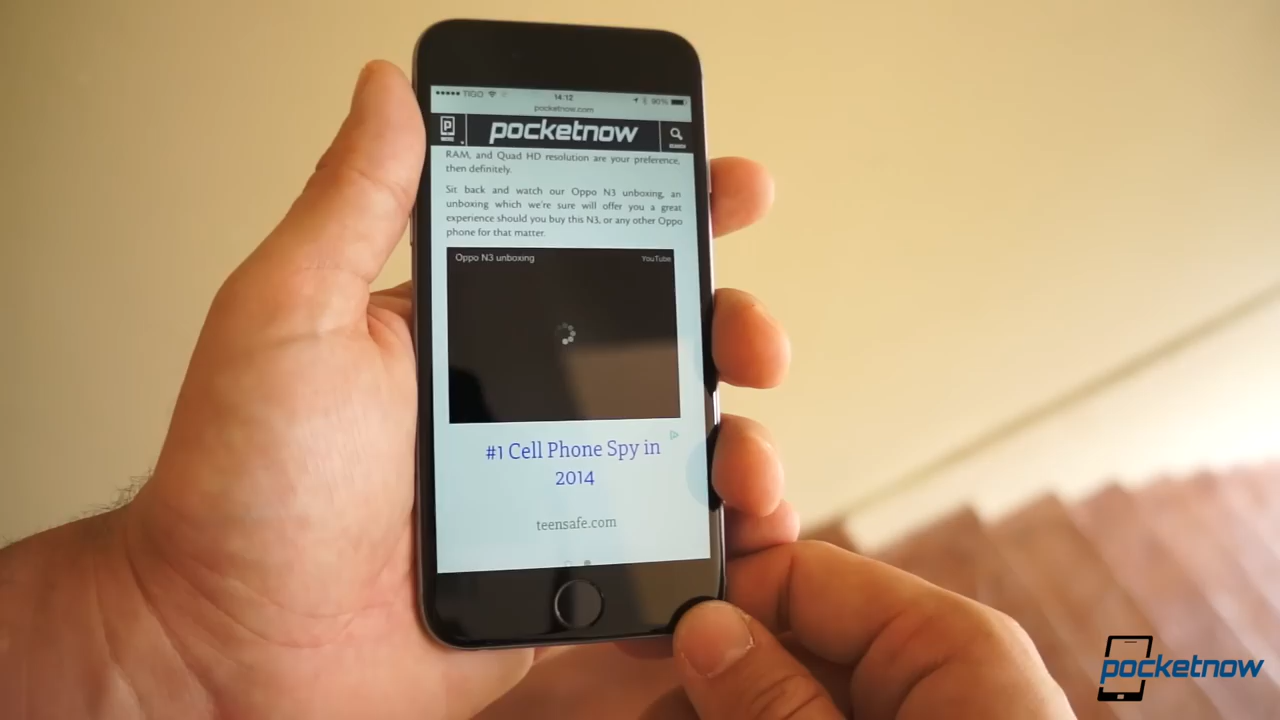 TIGO 14:12 90%
pocketnow.com
pocketnow
RAM, and Quad HD resolution are your preference,
then definitely.
Sit back and watch our Oppo N3 unboxing, an
unboxing which we're sure will offer you a great
experience should you buy this N3, or any other Oppo
phone for that matter.
Oppo N3 unboxing YouTube
#1 Cell Phone Spy in
2014
teensafe.com
pocketnow